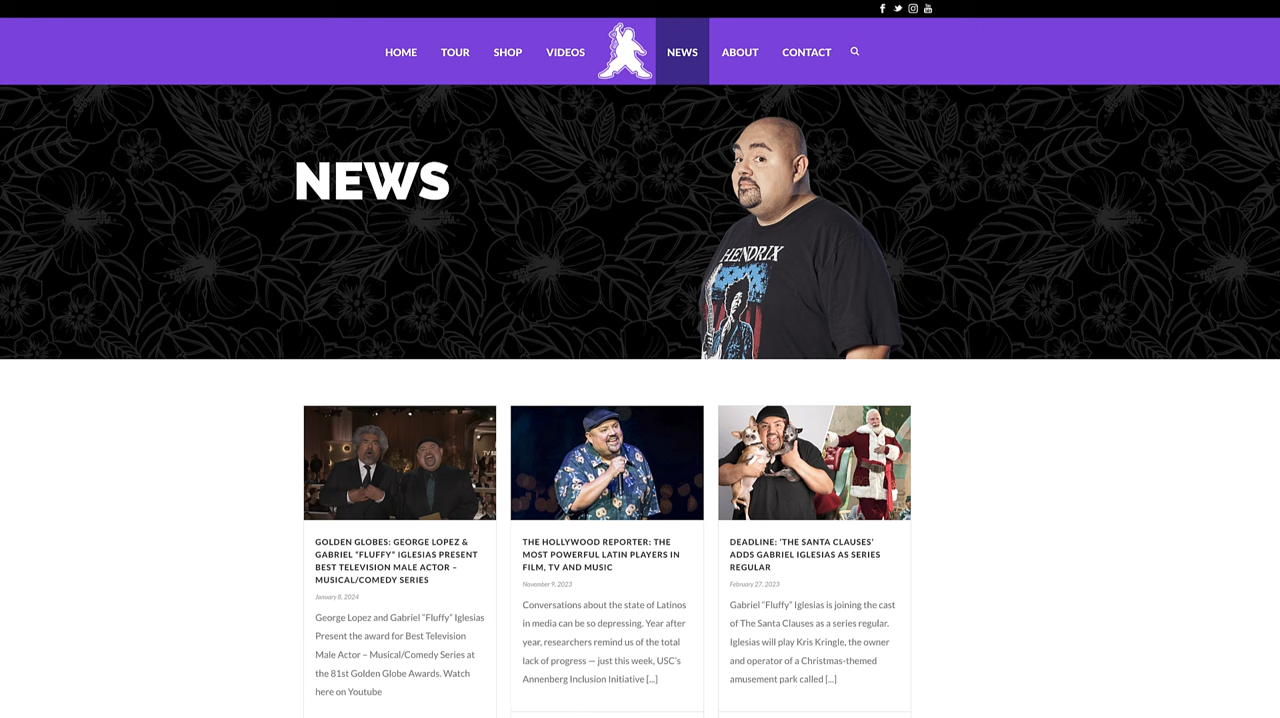 HOME TOUR SHOP VIDEOS NEWS ABOUT CONTACT
NEWS
HENDRIX
TV SE
GOLDEN GLOBES: GEORGE LOPEZ &
GABRIEL “FLUFFY” IGLESIAS PRESENT
BEST TELEVISION MALE ACTOR –
MUSICAL/COMEDY SERIES
January 8, 2024
George Lopez and Gabriel “Fluffy” Iglesias
Present the award for Best Television
Male Actor – Musical/Comedy Series at
the 81st Golden Globe Awards. Watch
here on Youtube
THE HOLLYWOOD REPORTER: THE
MOST POWERFUL LATIN PLAYERS IN
FILM, TV AND MUSIC
November 9, 2023
Conversations about the state of Latinos
in media can be so depressing. Year after
year, researchers remind us of the total
lack of progress — just this week, USC’s
Annenberg Inclusion Initiative [...]
DEADLINE: ‘THE SANTA CLAUSES’
ADDS GABRIEL IGLESIAS AS SERIES
REGULAR
February 27, 2023
Gabriel “Fluffy” Iglesias is joining the cast
of The Santa Clauses as a series regular.
Iglesias will play Kris Kringle, the owner
and operator of a Christmas-themed
amusement park called [...]